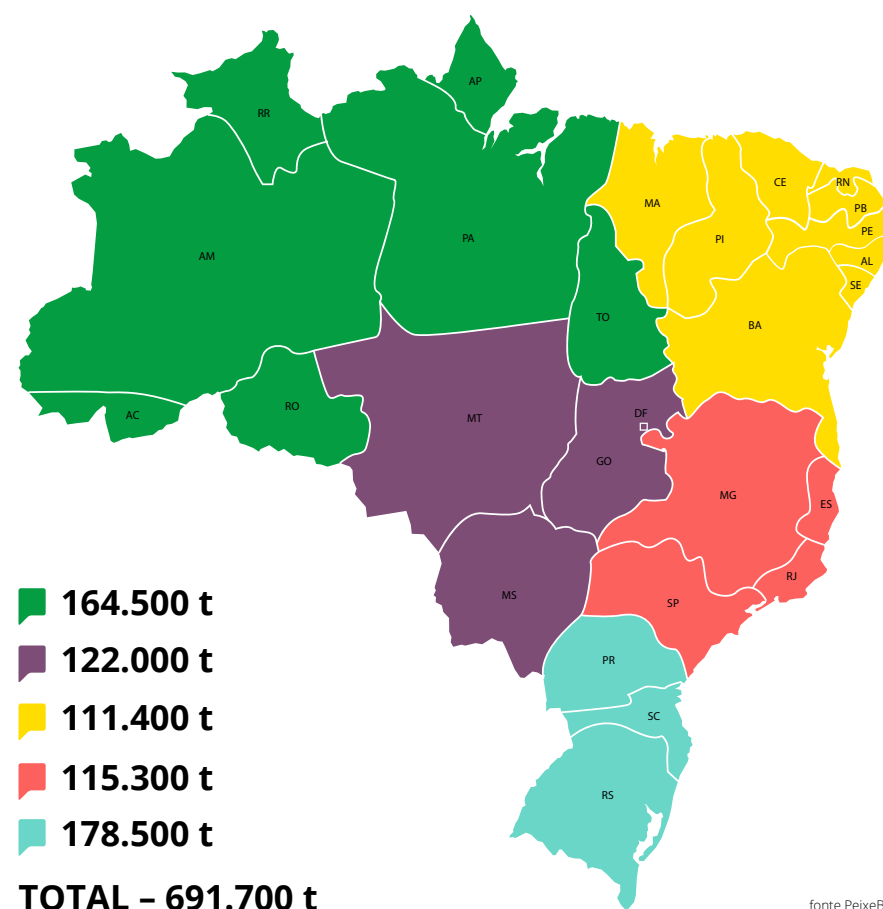 AP
RR
CE
RN
MA
PB
PE
PA
PI
AM
AL
SE
TO
BA
RO
DF
AC
MT
GO
MG
ES
RJ
MS
SP
164.500 t
122.000 t
PR
111.400 t
SC
115.300 t
RS
178.500 t
TOTAL – 691.700 t
fonte PeixeB